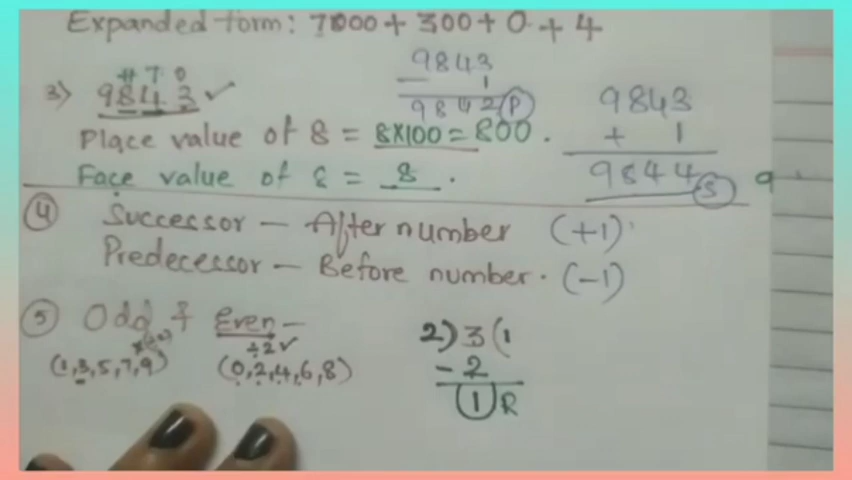 Expanded form: 7000 + 300 + 0 + 4
3) 9843 ✓
H T O
9843
- 1
9842 P
9843
+ 1
9844 S
Place value of 8 = 8×100 = 800.
Face value of 8 = 8.
9
4 Successor - After number (+1)
Predecessor - Before number. (-1)
5 Odd & Even -
÷2 ✓
(1,3,5,7,9) (0,2,4,6,8)
2) 3 (1
- 2
1 R